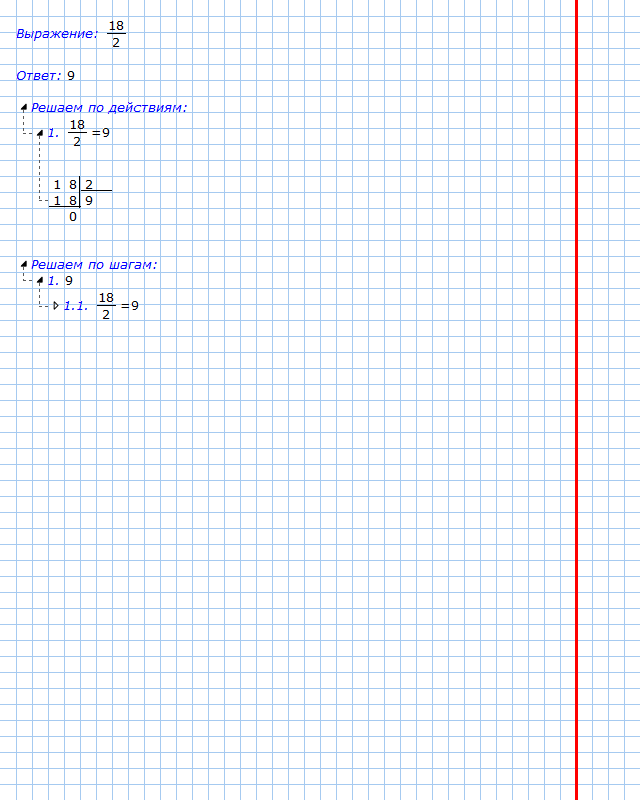 Выражение: 18/2
Ответ: 9
Решаем по действиям:
1. 18/2=9
1 8 2
1 8 9
0
Решаем по шагам:
1. 9
1.1. 18/2=9